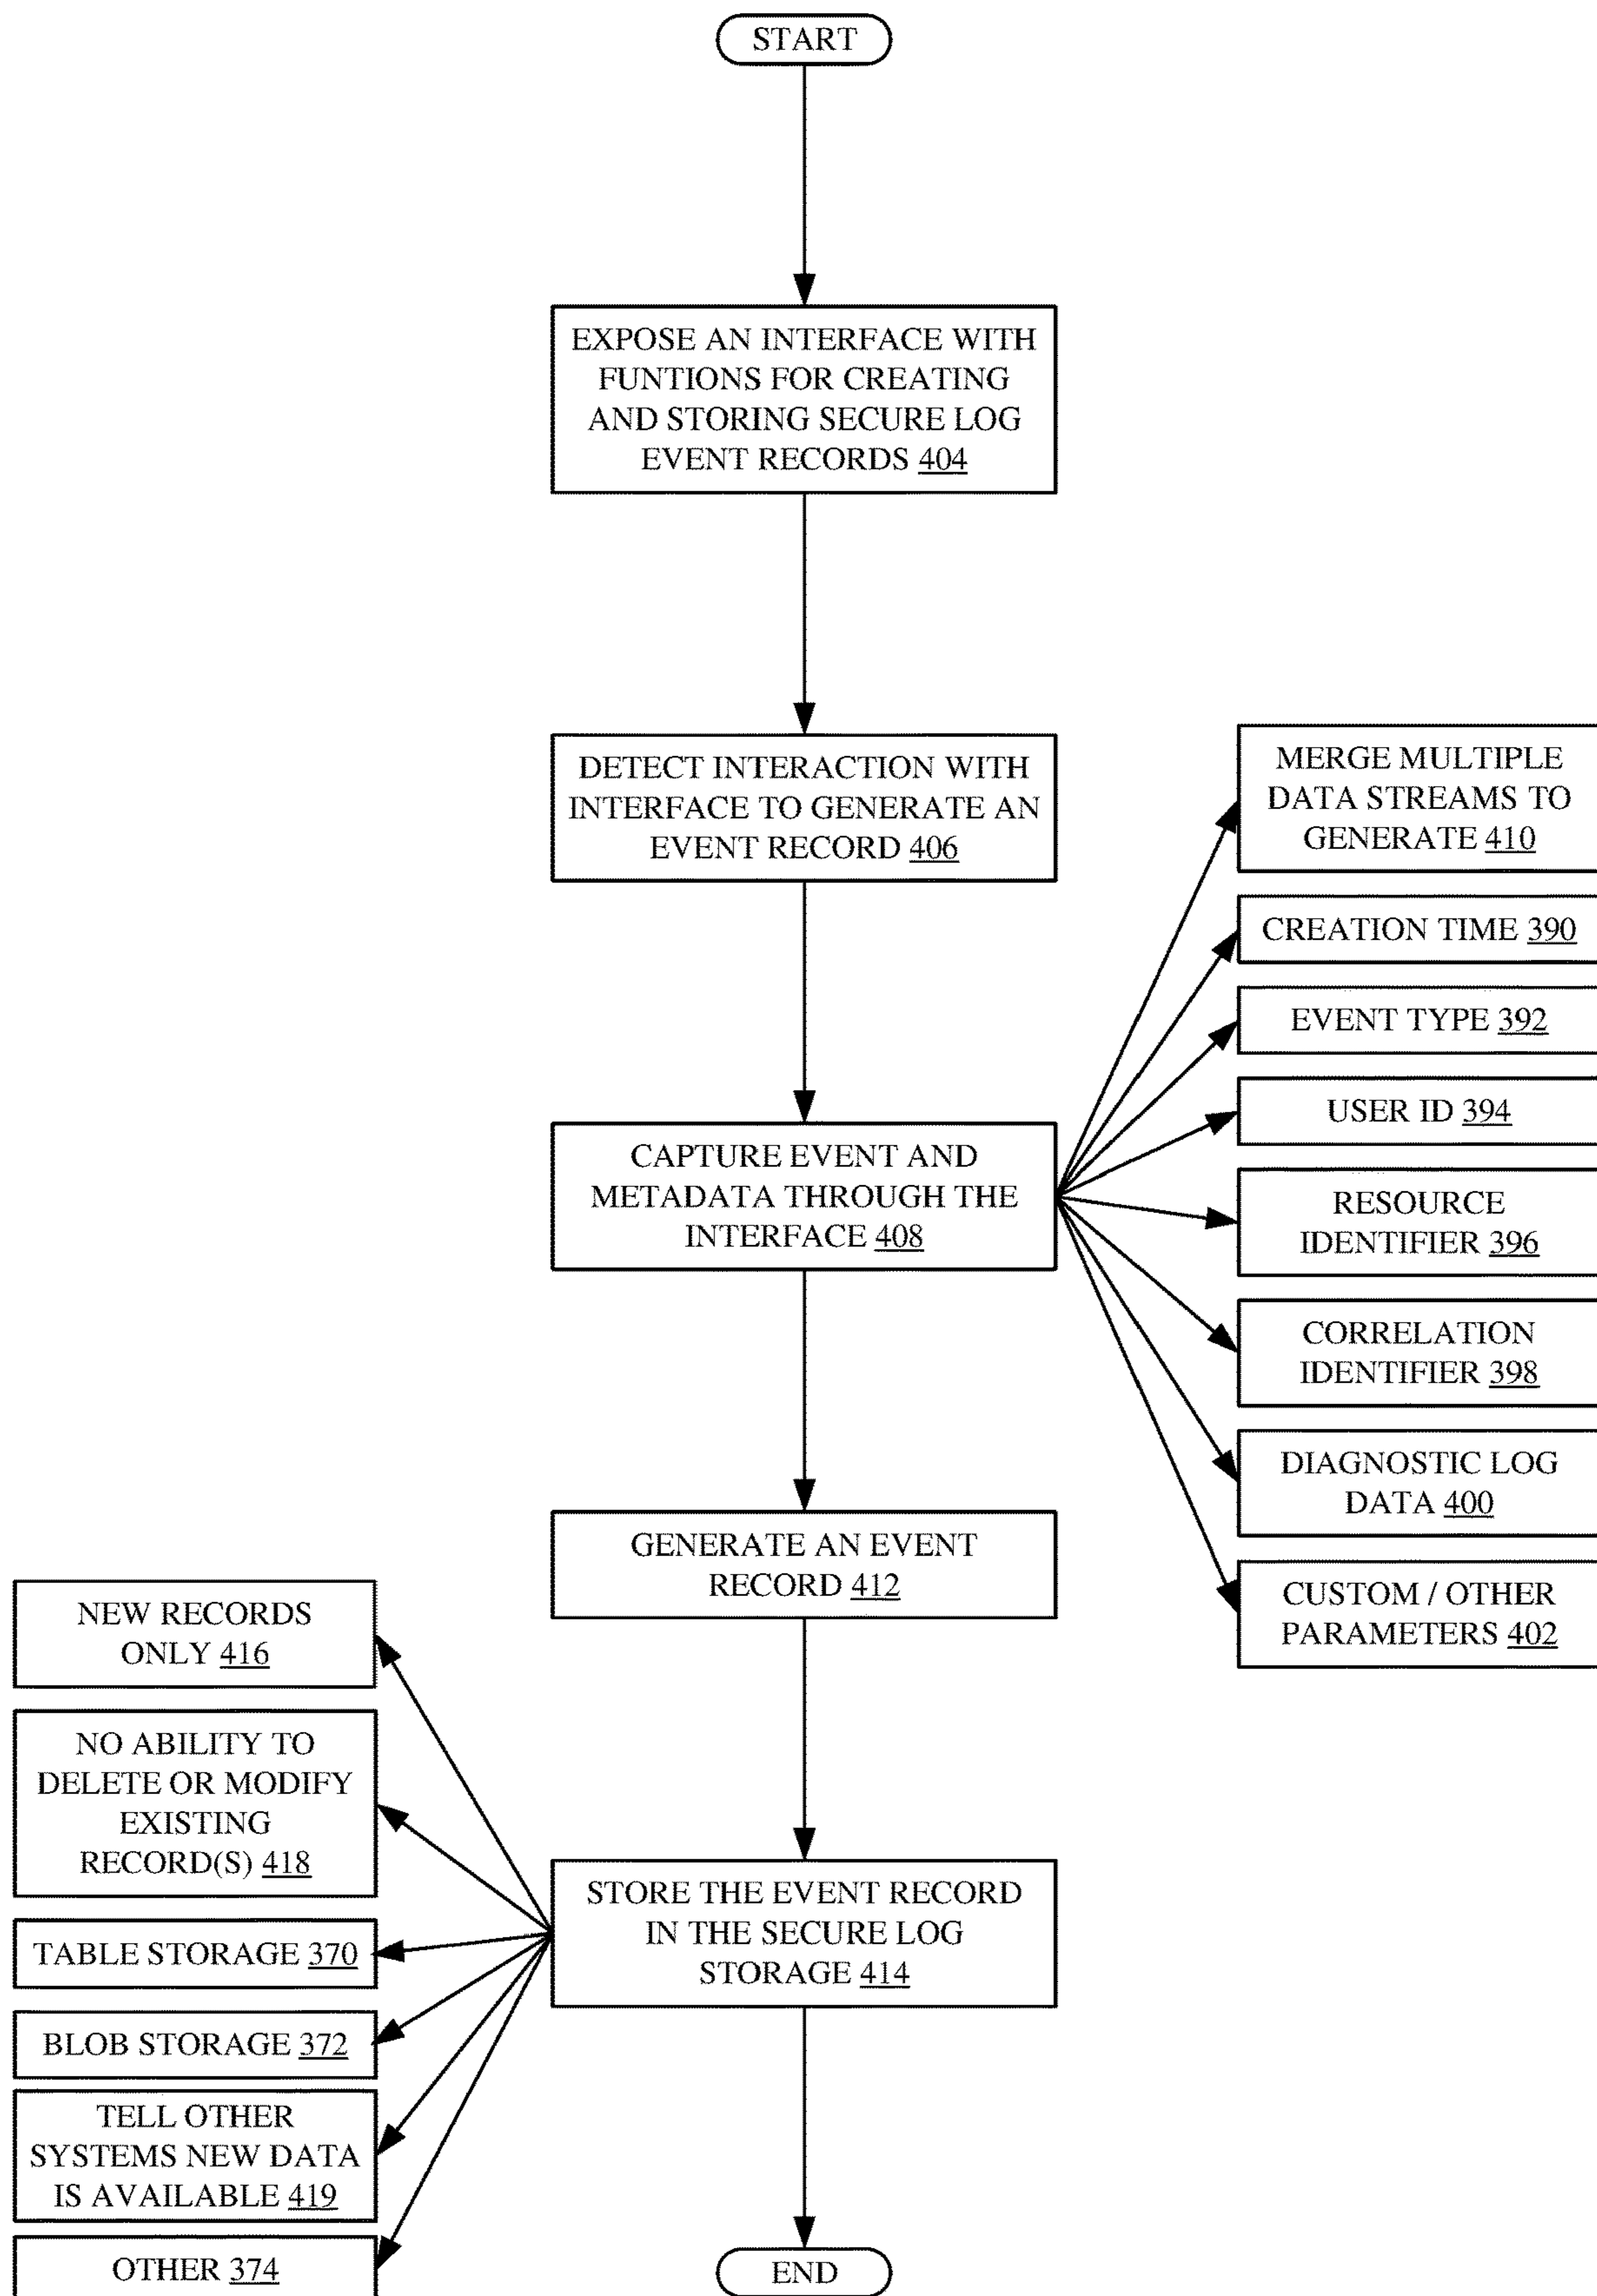 START
EXPOSE AN INTERFACE WITH
FUNTIONS FOR CREATING
AND STORING SECURE LOG
EVENT RECORDS 404
DETECT INTERACTION WITH
INTERFACE TO GENERATE AN
EVENT RECORD 406
MERGE MULTIPLE
DATA STREAMS TO
GENERATE 410
CREATION TIME 390
EVENT TYPE 392
USER ID 394
CAPTURE EVENT AND
METADATA THROUGH THE
INTERFACE 408
RESOURCE
IDENTIFIER 396
CORRELATION
IDENTIFIER 398
DIAGNOSTIC LOG
DATA 400
CUSTOM / OTHER
PARAMETERS 402
GENERATE AN EVENT
RECORD 412
NEW RECORDS
ONLY 416
NO ABILITY TO
DELETE OR MODIFY
EXISTING
RECORD(S) 418
STORE THE EVENT RECORD
IN THE SECURE LOG
STORAGE 414
TABLE STORAGE 370
BLOB STORAGE 372
TELL OTHER
SYSTEMS NEW DATA
IS AVAILABLE 419
OTHER 374
END